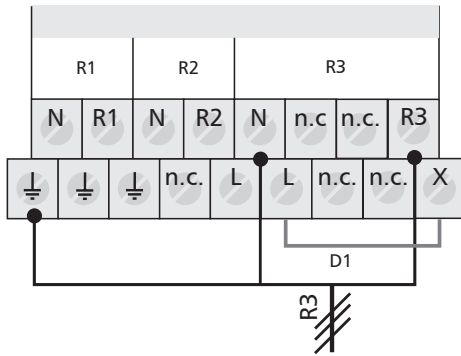 R1 R2 R3
N R1 N R2 N n.c n.c. R3
n.c. L L n.c. n.c. X
D1
R3